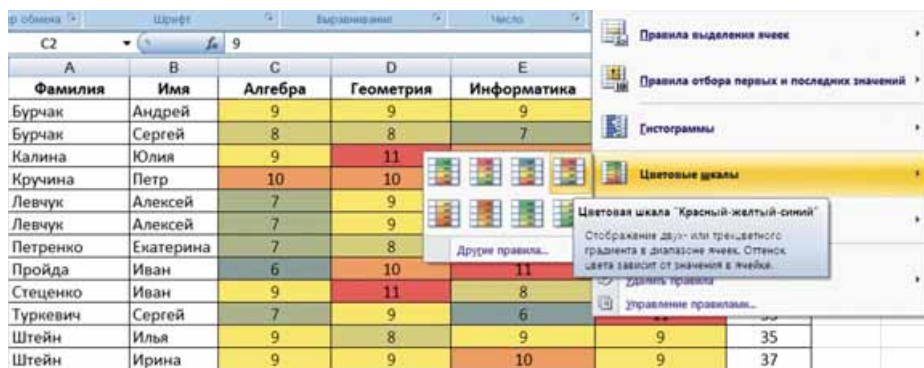 р обмена Шрифт Выравнивание Число
C2 fx 9
A B C D E
Фамилия Имя Алгебра Геометрия Информатика
Бурчак Андрей 9 9 9
Бурчак Сергей 8 8 7
Калина Юлия 9 11
Кручина Петр 10 10
Левчук Алексей 7 9
Левчук Алексей 7 9
Петренко Екатерина 7 8
Пройда Иван 6 10 11
Стеценко Иван 9 11 8
Туркевич Сергей 7 9 6
Штейн Илья 9 8 9 9 35
Штейн Ирина 9 9 10 9 37
Правила выделения ячеек
Правила отбора первых и последних значений
Гистограммы
Цветовые шкалы
Другие правила...
Цветовая шкала "Красный-желтый-синий"
Отображение двух- или трехцветного
градиента в диапазоне ячеек. Оттенок
цвета зависит от значения в ячейке.
Удалить правила
Управление правилами...